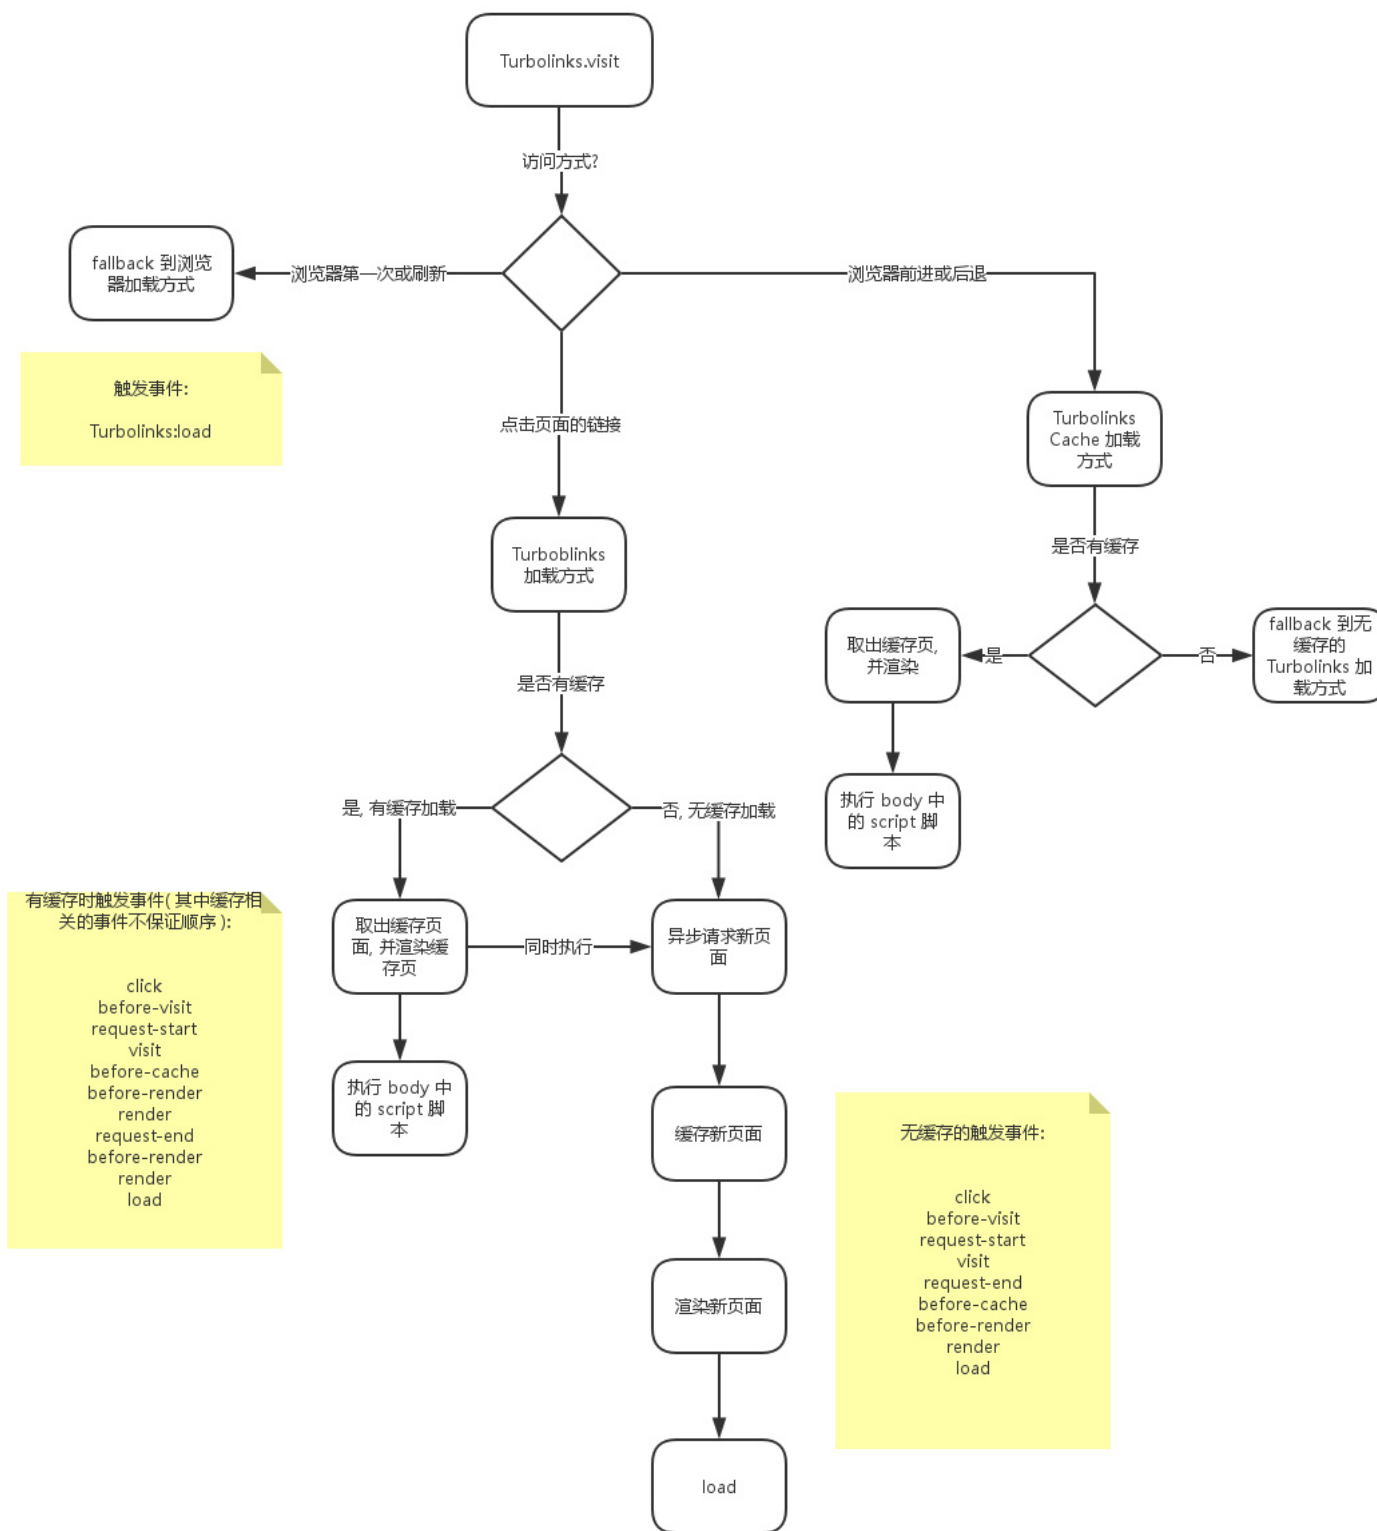 Turbolinks.visit
访问方式?
浏览器第一次或刷新
浏览器前进或后退
fallback 到浏览
器加载方式
触发事件:
Turbolinks:load
点击页面的链接
Turbolinks
Cache 加载
方式
Turboblinks
加载方式
是否有缓存
取出缓存页,
并渲染
是
否
fallback 到无
缓存的
Turbolinks 加
载方式
是否有缓存
执行 body 中
的 script 脚
本
是, 有缓存加载
否, 无缓存加载
有缓存时触发事件( 其中缓存相
关的事件不保证顺序 ):
click
before-visit
request-start
visit
before-cache
before-render
render
request-end
before-render
render
load
取出缓存页
面, 并渲染缓
存页
同时执行
异步请求新页
面
执行 body 中
的 script 脚
本
缓存新页面
无缓存的触发事件:
click
before-visit
request-start
visit
request-end
before-cache
before-render
render
load
渲染新页面
load